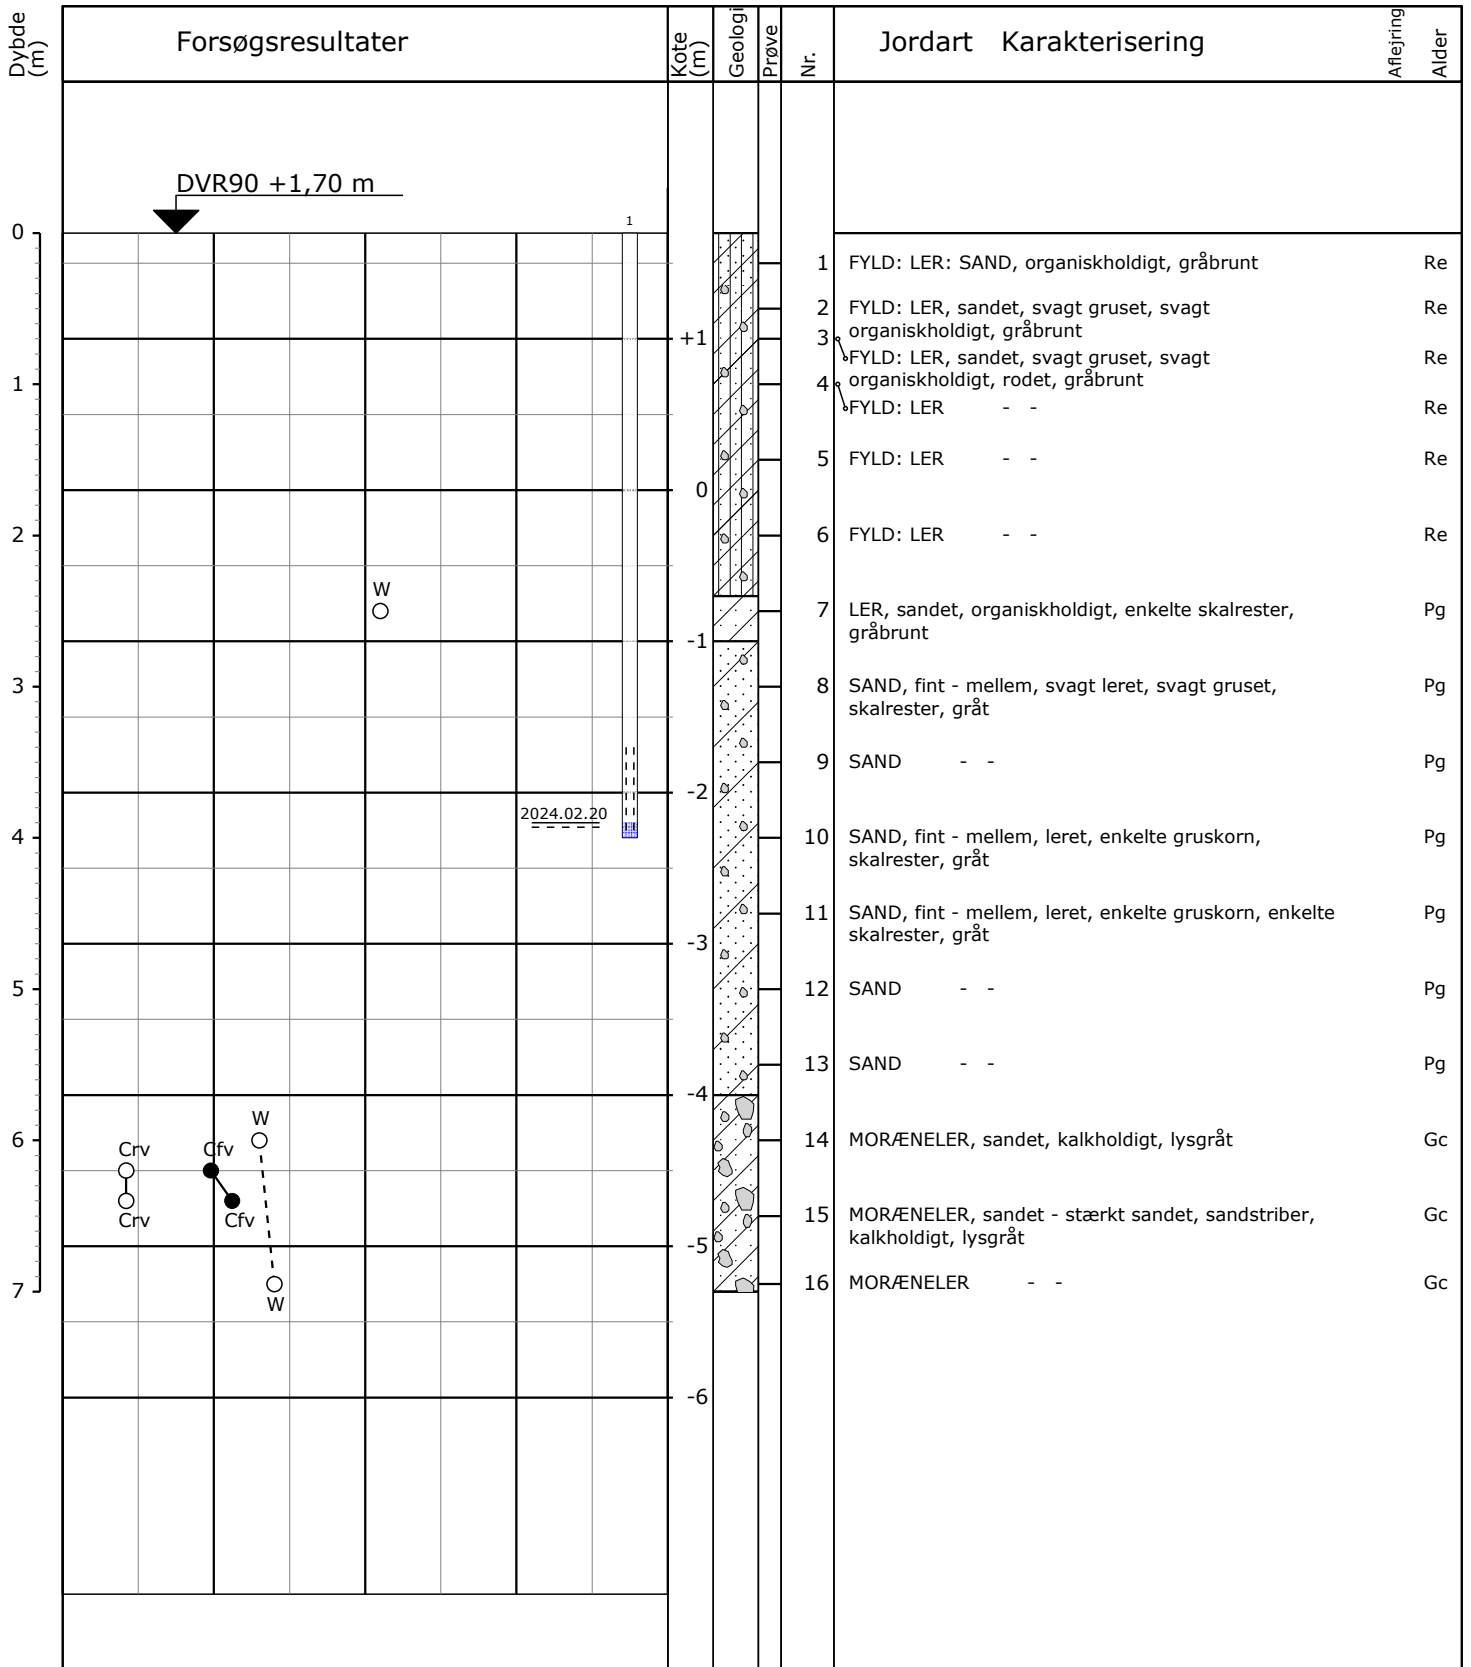 Dybde
(m)
Forsøgsresultater
Kote
(m)
Geologi
Prøve
Nr.
Jordart Karakterisering
Aflejring
Alder
DVR90 +1,70 m
1
0
1 FYLD: LER: SAND, organiskholdigt, gråbrunt Re
2 FYLD: LER, sandet, svagt gruset, svagt Re
organiskholdigt, gråbrunt
+1
3
FYLD: LER, sandet, svagt gruset, svagt Re
organiskholdigt, rodet, gråbrunt
1
4
FYLD: LER - - Re
5 FYLD: LER - - Re
0
2
6 FYLD: LER - - Re
W
7 LER, sandet, organiskholdigt, enkelte skalrester, Pg
gråbrunt
-1
3
8 SAND, fint - mellem, svagt leret, svagt gruset, Pg
skalrester, gråt
9 SAND - - Pg
-2
2024.02.20
4
10 SAND, fint - mellem, leret, enkelte gruskorn, Pg
skalrester, gråt
11 SAND, fint - mellem, leret, enkelte gruskorn, enkelte Pg
skalrester, gråt
-3
5
12 SAND - - Pg
13 SAND - - Pg
-4
W
6
14 MORÆNELER, sandet, kalkholdigt, lysgråt Gc
Crv Cfv
Crv Cfv
15 MORÆNELER, sandet - stærkt sandet, sandstriber, Gc
kalkholdigt, lysgråt
-5
7
16 MORÆNELER - - Gc
W
-6